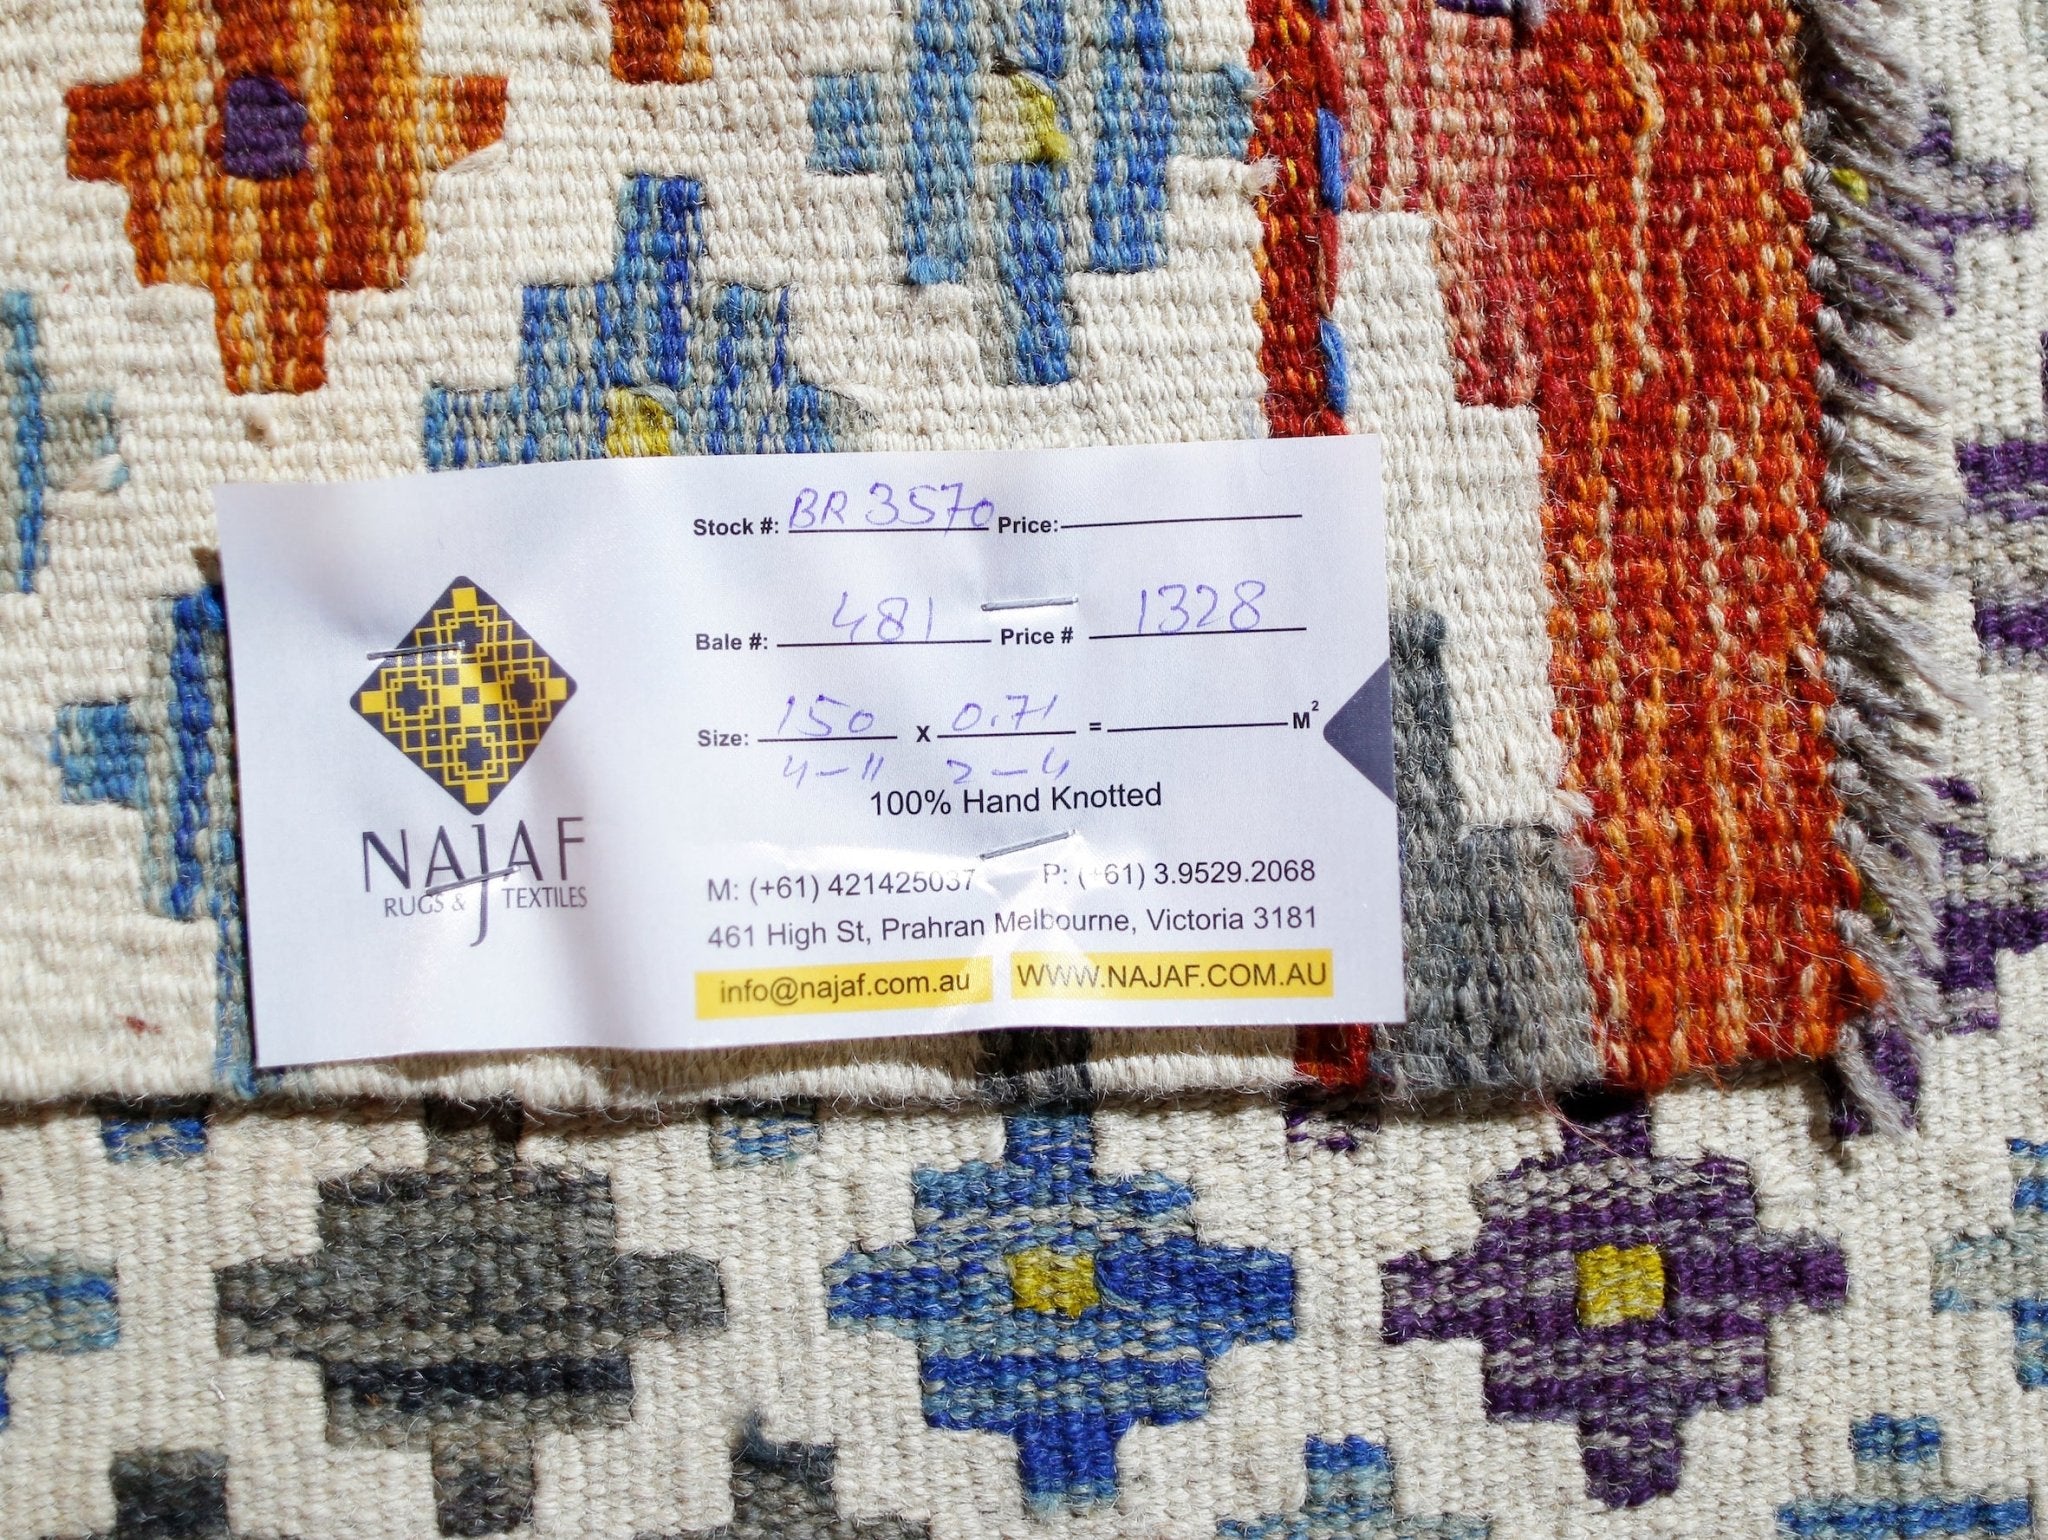 NAJAF
RUGS & TEXTILES
Stock #: BR 3570 Price:
Bale #: 481 Price # 1328
Size: 150 x 0.71 = M²
4-11 2-4
100% Hand Knotted
M: (+61) 421425037 P: (+61) 3.9529.2068
461 High St, Prahran Melbourne, Victoria 3181
info@najaf.com.au WWW.NAJAF.COM.AU